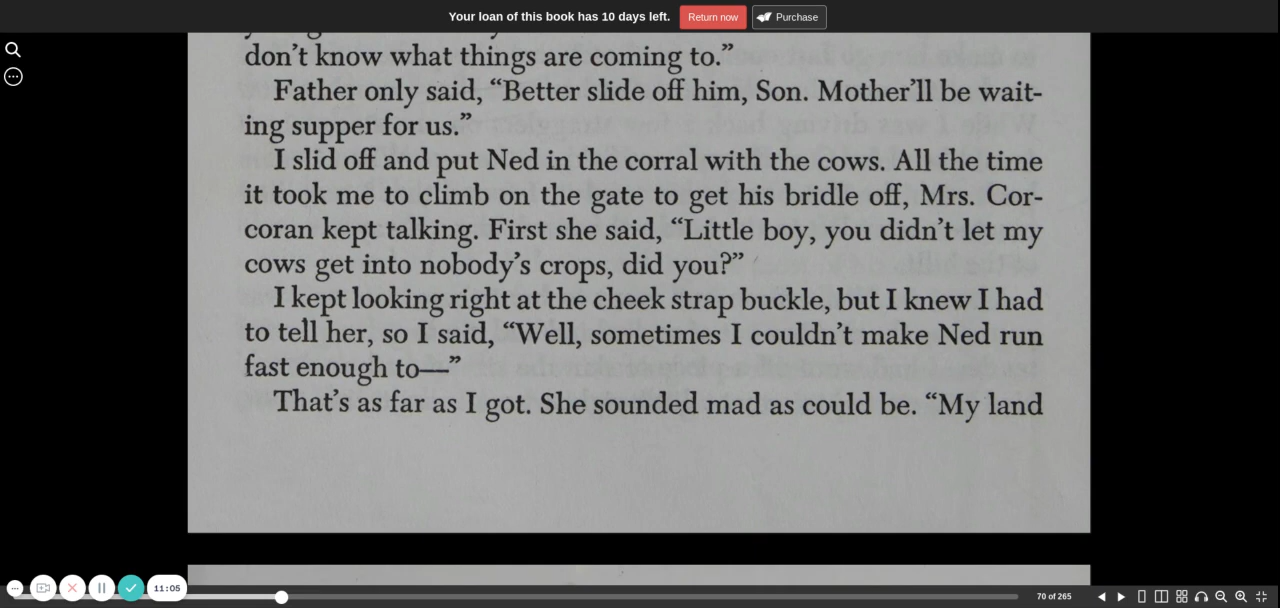 Your loan of this book has 10 days left. Return now Purchase
don't know what things are coming to.”
Father only said, “Better slide off him, Son. Mother'll be wait-
ing supper for us.”
I slid off and put Ned in the corral with the cows. All the time
it took me to climb on the gate to get his bridle off, Mrs. Cor-
coran kept talking. First she said, “Little boy, you didn't let my
cows get into nobody's crops, did you?”
I kept looking right at the cheek strap buckle, but I knew I had
to tell her, so I said, “Well, sometimes I couldn't make Ned run
fast enough to—”
That's as far as I got. She sounded mad as could be. “My land
11:05
70 of 265